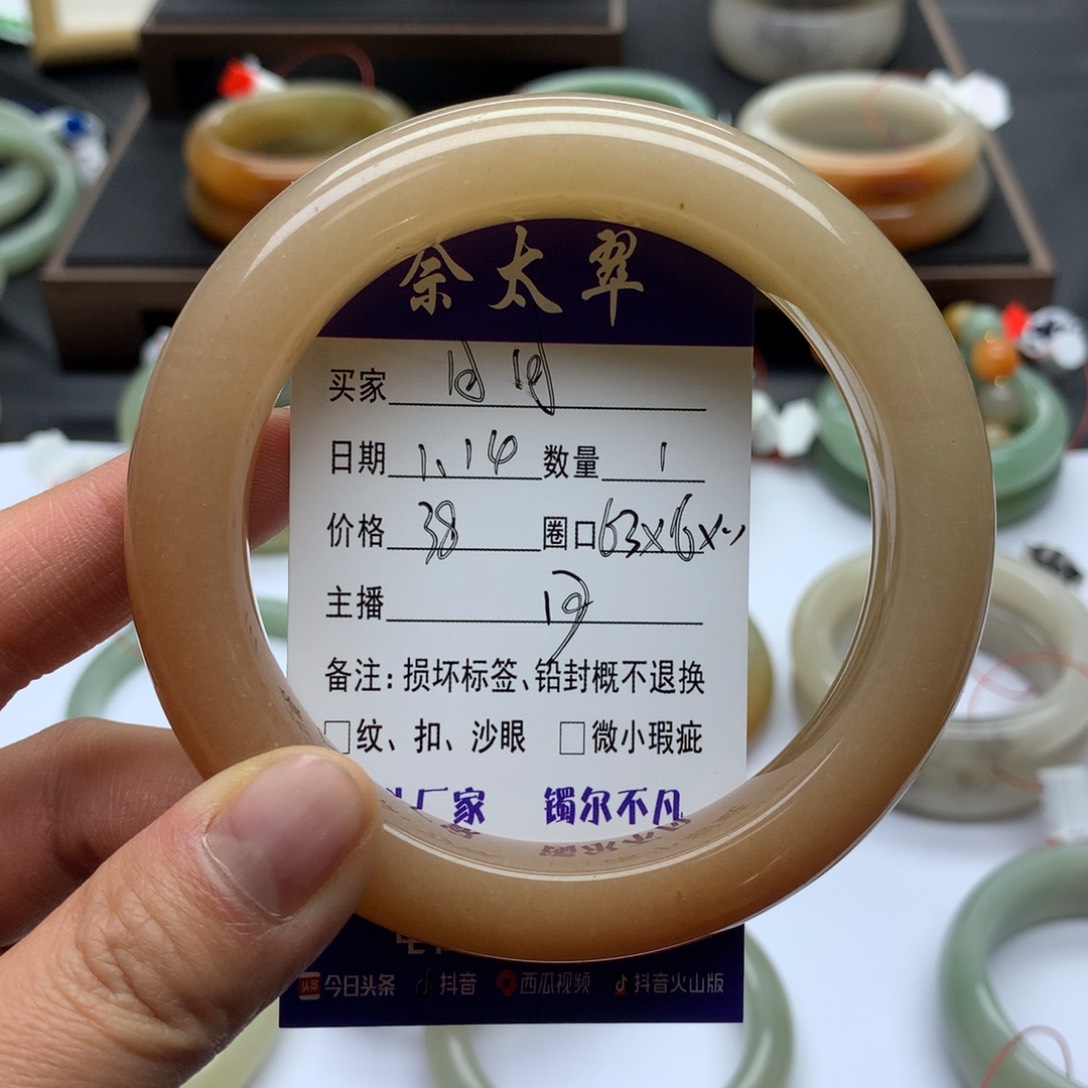 佘太翠
买家
日期 1、14 数量 1
价格 38 圈口 63×
主播
备注：损坏标签、铅封概不退换
□纹、扣、沙眼 □微小瑕疵
厂家 镯尔不凡
头条 今日头条 抖音 西瓜视频 抖音火山版